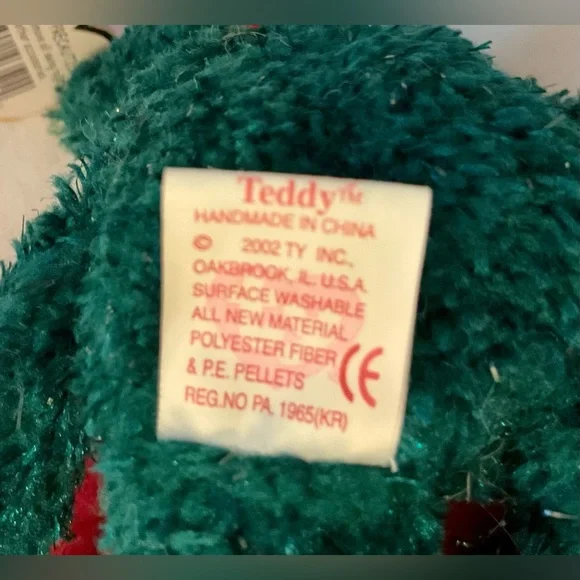 Teddy™
HANDMADE IN CHINA
© 2002 TY INC.,
OAKBROOK, IL. U.S.A.
SURFACE WASHABLE
ALL NEW MATERIAL
POLYESTER FIBER
& P.E. PELLETS
CE
REG.NO PA. 1965(KR)